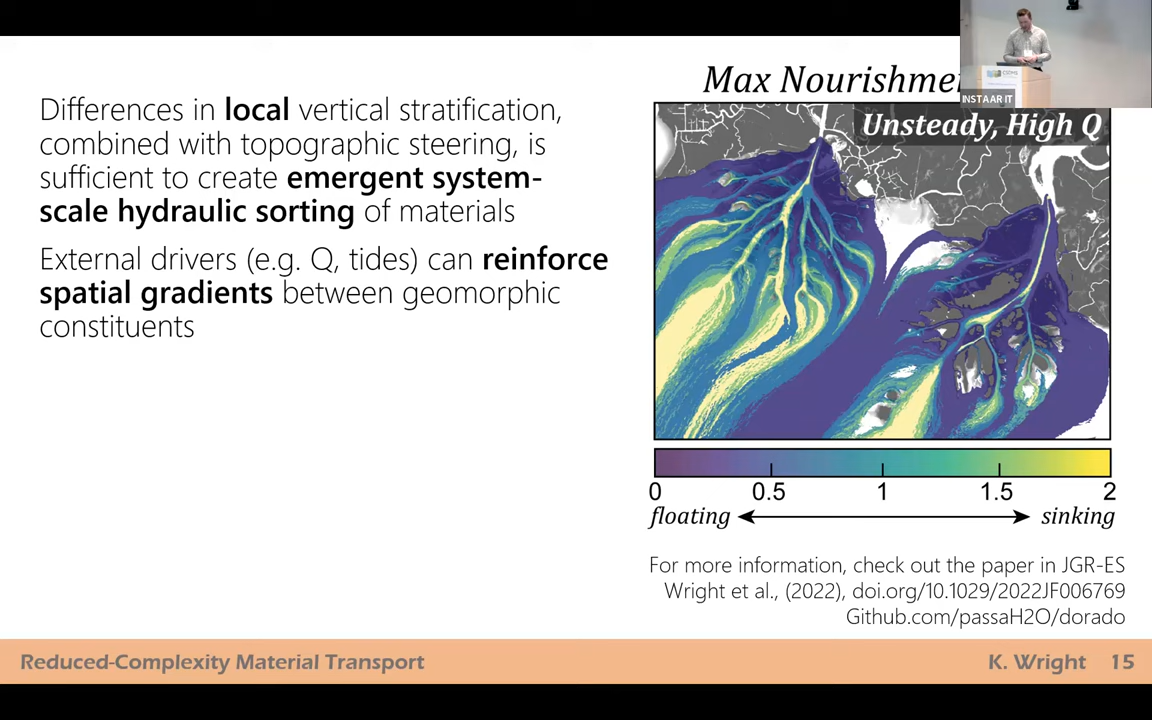 Differences in local vertical stratification,
combined with topographic steering, is
sufficient to create emergent system-
scale hydraulic sorting of materials
External drivers (e.g. Q, tides) can reinforce
spatial gradients between geomorphic
constituents
Max
INSTAAR IT
Unsteady, High Q
0 0.5 1 1.5 2
floating sinking
For more information, check out the paper in JGR-ES
Wright et al., (2022), doi.org/10.1029/2022JF006769
Github.com/passaH2O/dorado
Reduced-Complexity Material Transport
K. Wright 15